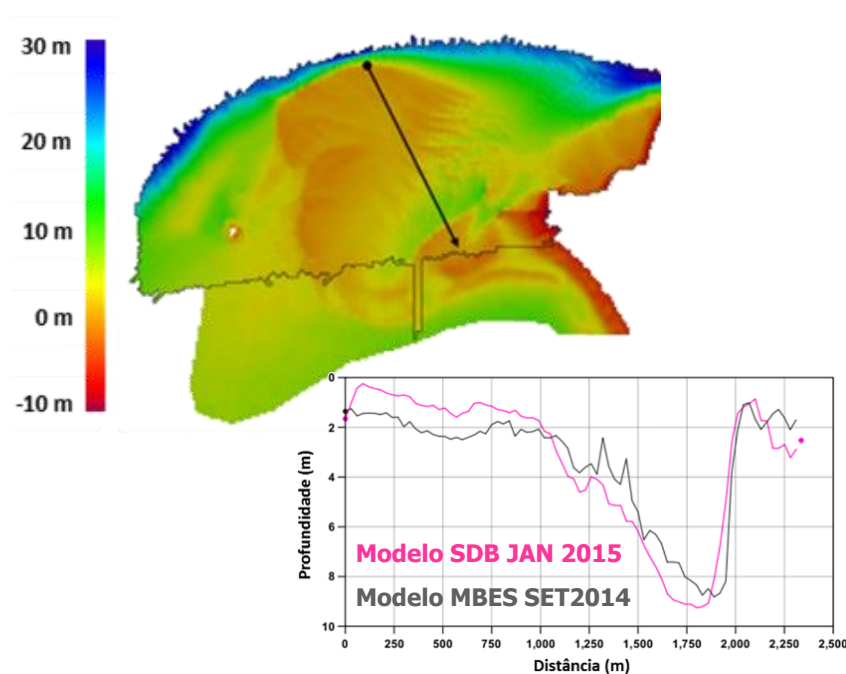 30 m
20 m
10 m
0 m
-10 m
Profundidade (m)
0
2
4
6
8
10
Modelo SDB JAN 2015
Modelo MBES SET2014
0 250 500 750 1,000 1,250 1,500 1,750 2,000 2,250 2,500
Distância (m)